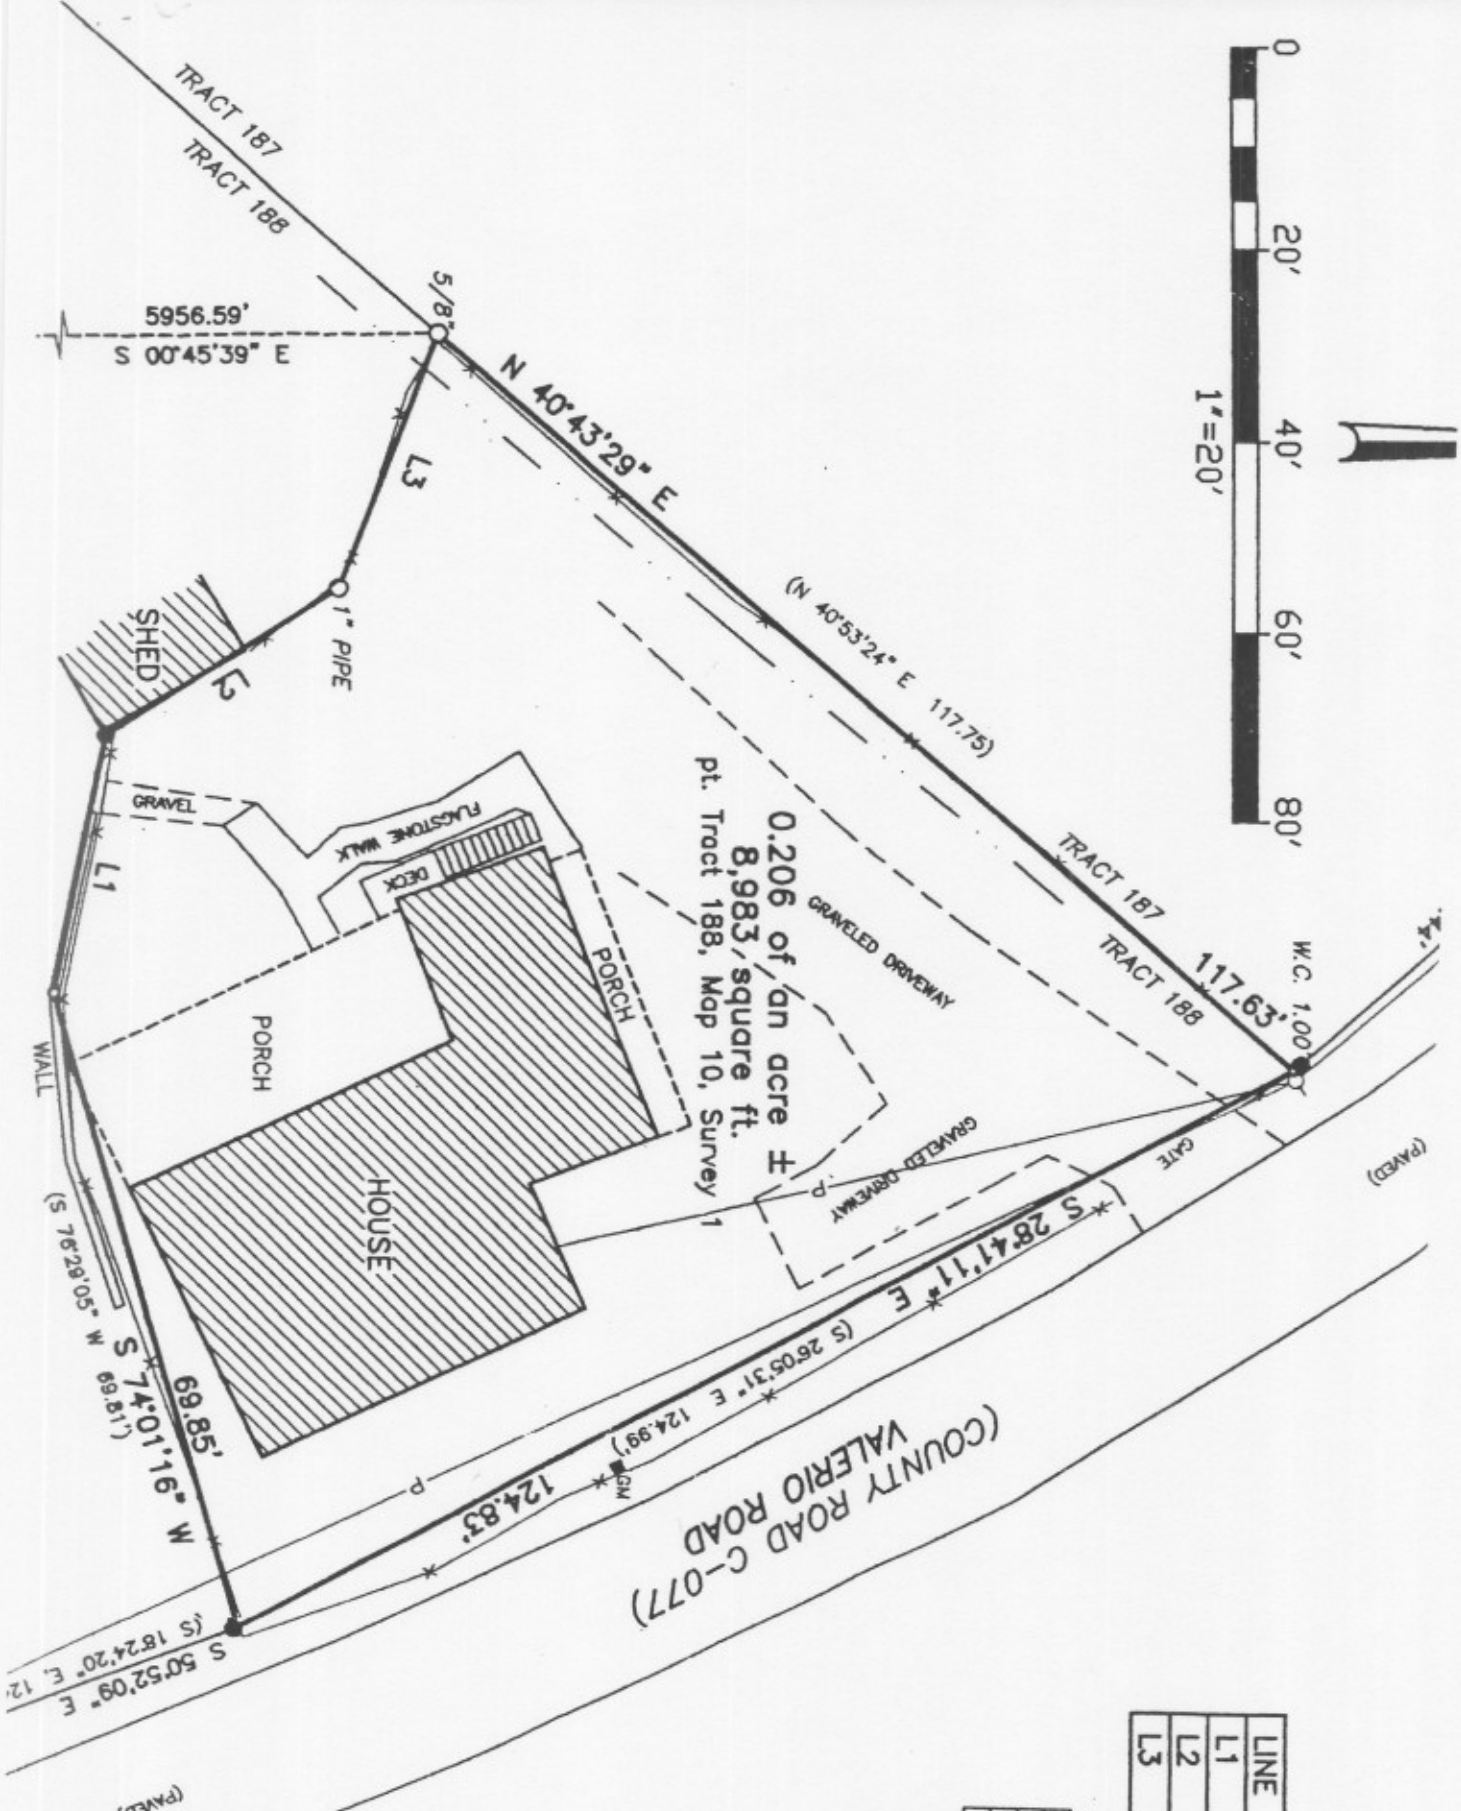 0 20' 40' 60' 80'
1"=20'
TRACT 187
TRACT 188
5956.59'
S 00°45'39" E
5/8"
N 40°43'29" E
(N 40°53'24" E 117.75)
117.63'
TRACT 187
TRACT 188
W.C. 1.00'
L3
1" PIPE
SHED
L2
GRAVEL
L1
FLAGSTONE WALK
DECK
PORCH
PORCH
HOUSE
WALL
0.206 of an acre ±
8,983 square ft.
pt. Tract 188, Map 10, Survey 1
GRAVELED DRIVEWAY
GRAVELED DRIVEWAY
GATE
P
(PAVED)
S 28°41'11" E
124.83'
(S 26°05'31" E 124.99')
GM
P
VALERIO ROAD
(COUNTY ROAD C-077)
69.85'
S 74°01'16" W
(S 76°29'05" W 69.81')
S 50°52'09" E
(S 18°24'20" E, 12
(PAVED)
LINE
L1
L2
L3